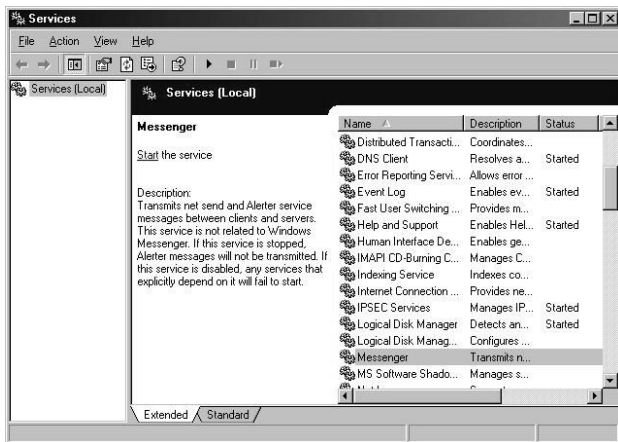 Services
File Action View Help
Services (Local)
Services (Local)
Messenger
Start the service
Description:
Transmits net send and Alerter service
messages between clients and servers.
This service is not related to Windows
Messenger. If this service is stopped,
Alerter messages will not be transmitted. If
this service is disabled, any services that
explicitly depend on it will fail to start.
Name Description Status
Distributed Transacti... Coordinates...
DNS Client Resolves a... Started
Error Reporting Servi... Allows error ...
Event Log Enables ev... Started
Fast User Switching ... Provides m...
Help and Support Enables Hel... Started
Human Interface De... Enables ge...
IMAPI CD-Burning C... Manages C...
Indexing Service Indexes co...
Internet Connection ... Provides ne...
IPSEC Services Manages IP... Started
Logical Disk Manager Detects an... Started
Logical Disk Manag... Configures ...
Messenger Transmits n...
MS Software Shado... Manages s...
Extended Standard